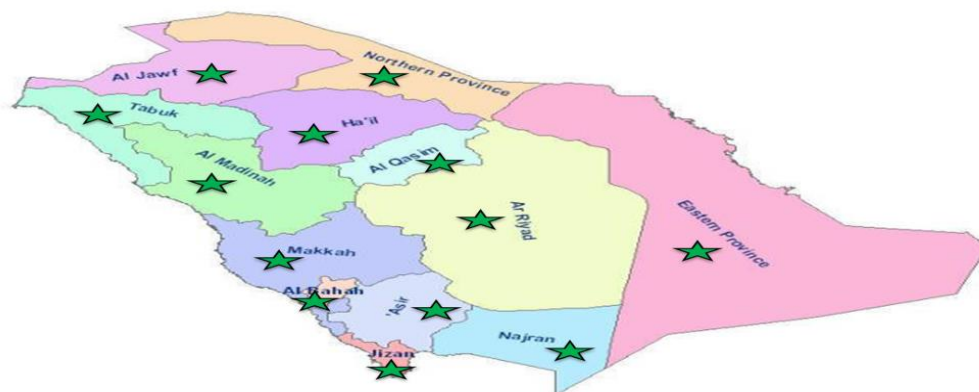 Northern Province
Al Jawf
Tabuk
Ha'il
Al Qasim
Al Madinah
Ar Riyad
Eastern Province
Makkah
Al Bahah
'Asir
Najran
Jizan